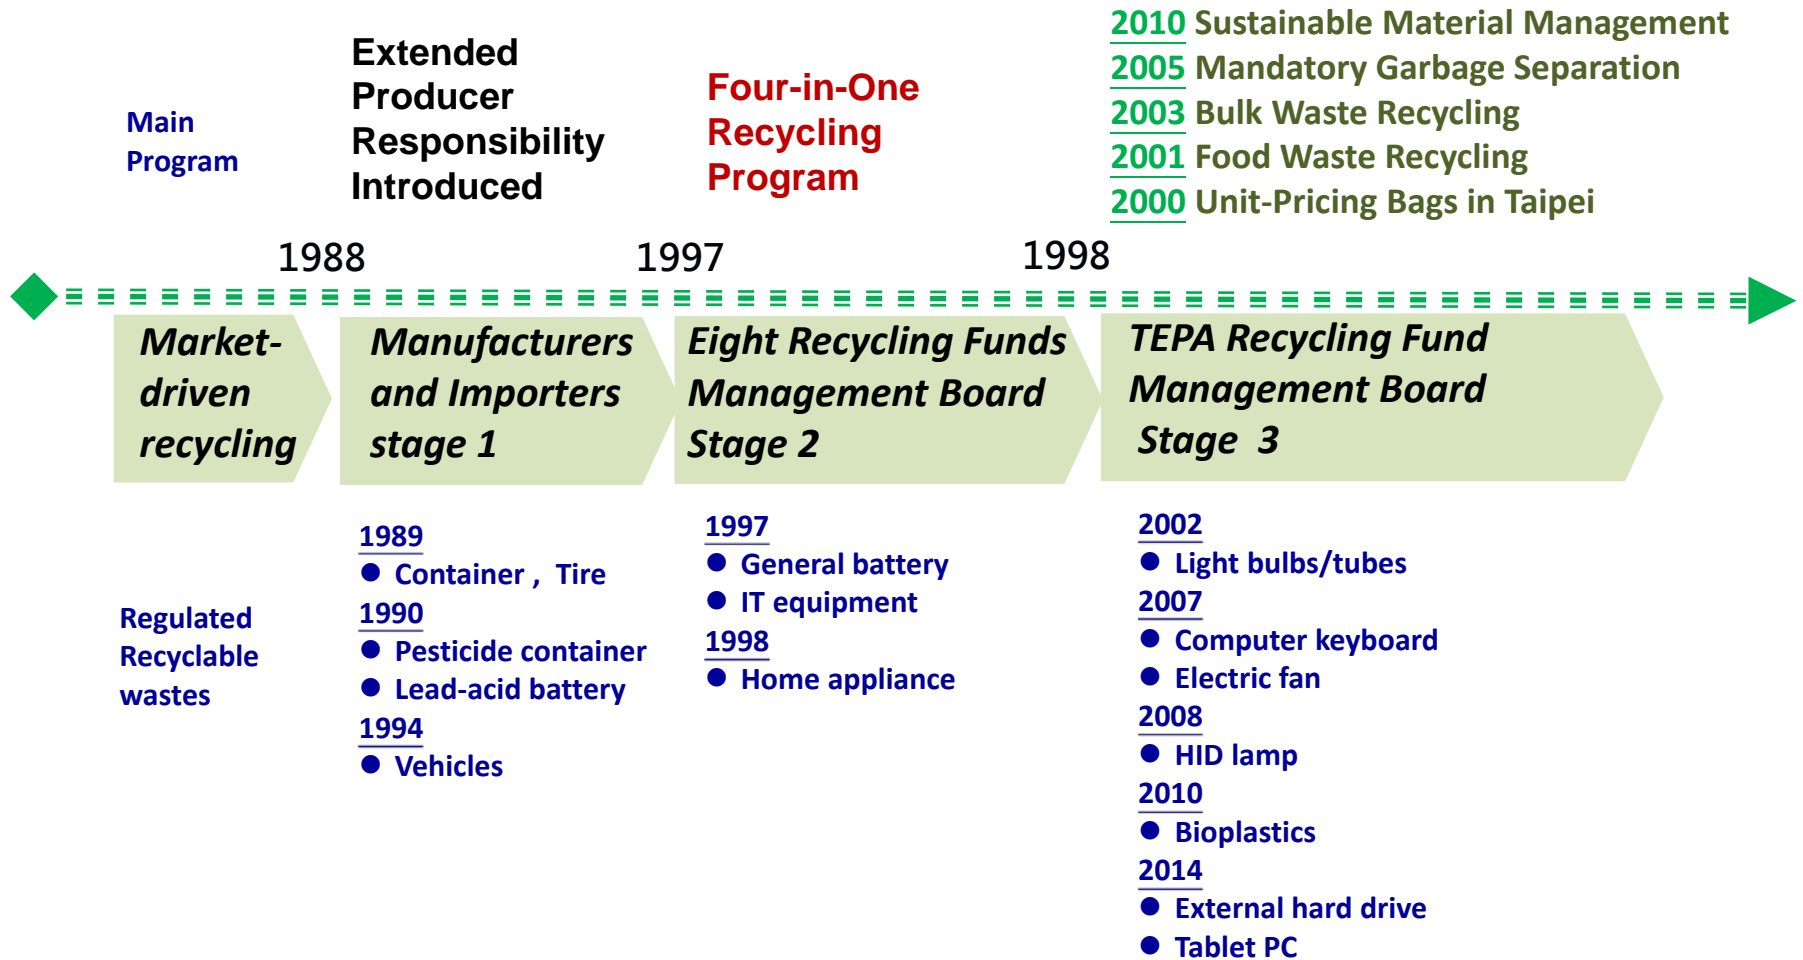 Main
Program
Extended
Producer
Responsibility
Introduced
Four-in-One
Recycling
Program
2010 Sustainable Material Management
2005 Mandatory Garbage Separation
2003 Bulk Waste Recycling
2001 Food Waste Recycling
2000 Unit-Pricing Bags in Taipei
1988
1997
1998
Market-
driven
recycling
Manufacturers
and Importers
stage 1
Eight Recycling Funds
Management Board
Stage 2
TEPA Recycling Fund
Management Board
Stage 3
Regulated
Recyclable
wastes
1989
● Container , Tire
1990
● Pesticide container
● Lead-acid battery
1994
● Vehicles
1997
● General battery
● IT equipment
1998
● Home appliance
2002
● Light bulbs/tubes
2007
● Computer keyboard
● Electric fan
2008
● HID lamp
2010
● Bioplastics
2014
● External hard drive
● Tablet PC